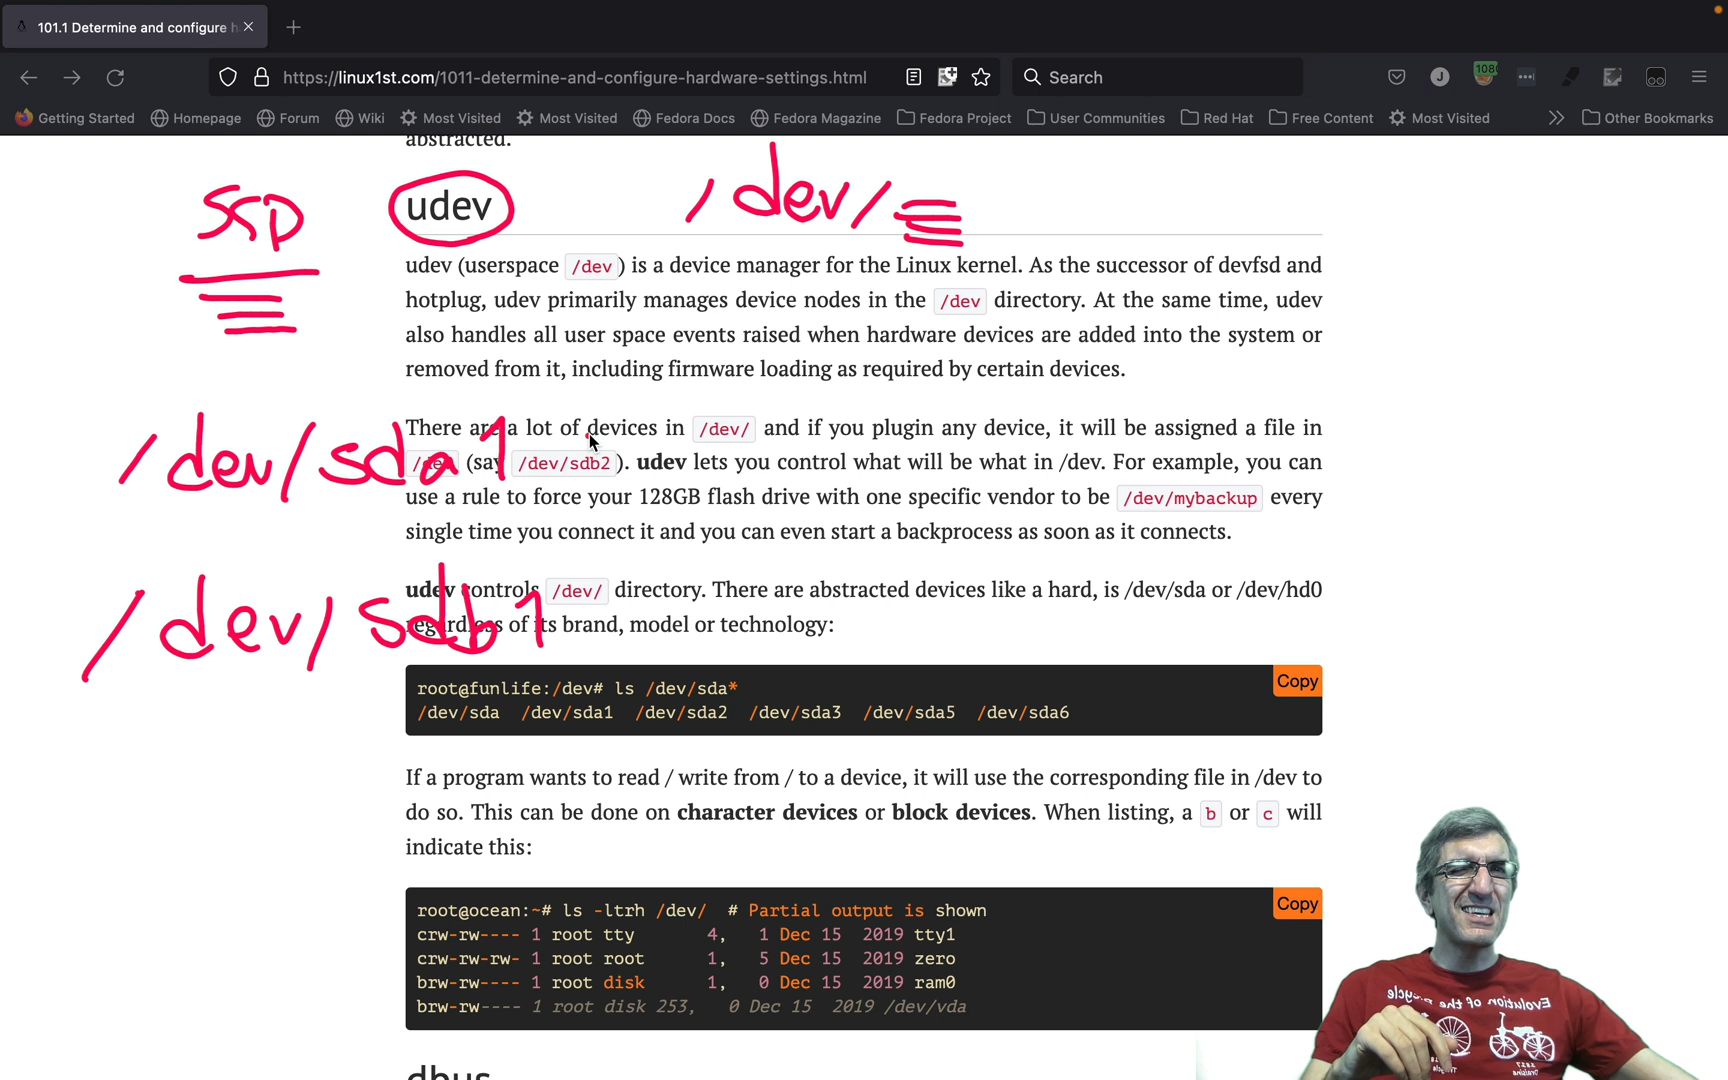 101.1 Determine and configure h
https://linux1st.com/1011-determine-and-configure-hardware-settings.html
Search
J
108
Getting Started Homepage Forum Wiki Most Visited Most Visited Fedora Docs Fedora Magazine Fedora Project User Communities Red Hat Free Content Most Visited Other Bookmarks
abstracted.
SSD
udev
/dev/
udev (userspace /dev ) is a device manager for the Linux kernel. As the successor of devfsd and
hotplug, udev primarily manages device nodes in the /dev directory. At the same time, udev
also handles all user space events raised when hardware devices are added into the system or
removed from it, including firmware loading as required by certain devices.
There are a lot of devices in /dev/ and if you plugin any device, it will be assigned a file in
/dev/sda1
/dev (say /dev/sdb2 ). udev lets you control what will be what in /dev. For example, you can
use a rule to force your 128GB flash drive with one specific vendor to be /dev/mybackup every
single time you connect it and you can even start a backprocess as soon as it connects.
udev controls /dev/ directory. There are abstracted devices like a hard, is /dev/sda or /dev/hd0
/dev/sdb1
regardless of its brand, model or technology:
root@funlife:/dev# ls /dev/sda*
/dev/sda /dev/sda1 /dev/sda2 /dev/sda3 /dev/sda5 /dev/sda6
Copy
If a program wants to read / write from / to a device, it will use the corresponding file in /dev to
do so. This can be done on character devices or block devices. When listing, a b or c will
indicate this:
root@ocean:~# ls -ltrh /dev/ # Partial output is shown
Copy
crw-rw---- 1 root tty 4, 1 Dec 15 2019 tty1
crw-rw-rw- 1 root root 1, 5 Dec 15 2019 zero
brw-rw---- 1 root disk 1, 0 Dec 15 2019 ram0
brw-rw---- 1 root disk 253, 0 Dec 15 2019 /dev/vda
dbus
Evolution of the